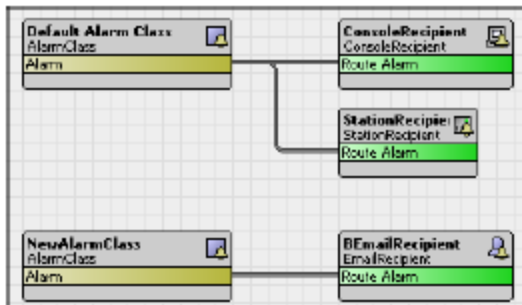 Default Alarm Class
AlarmClass
Alarm
ConsoleRecipient
ConsoleRecipient
Route Alarm
StationRecipie
StationRecipient
Route Alarm
NewAlarmClass
AlarmClass
Alarm
BEmailRecipient
EmailRecipient
Route Alarm